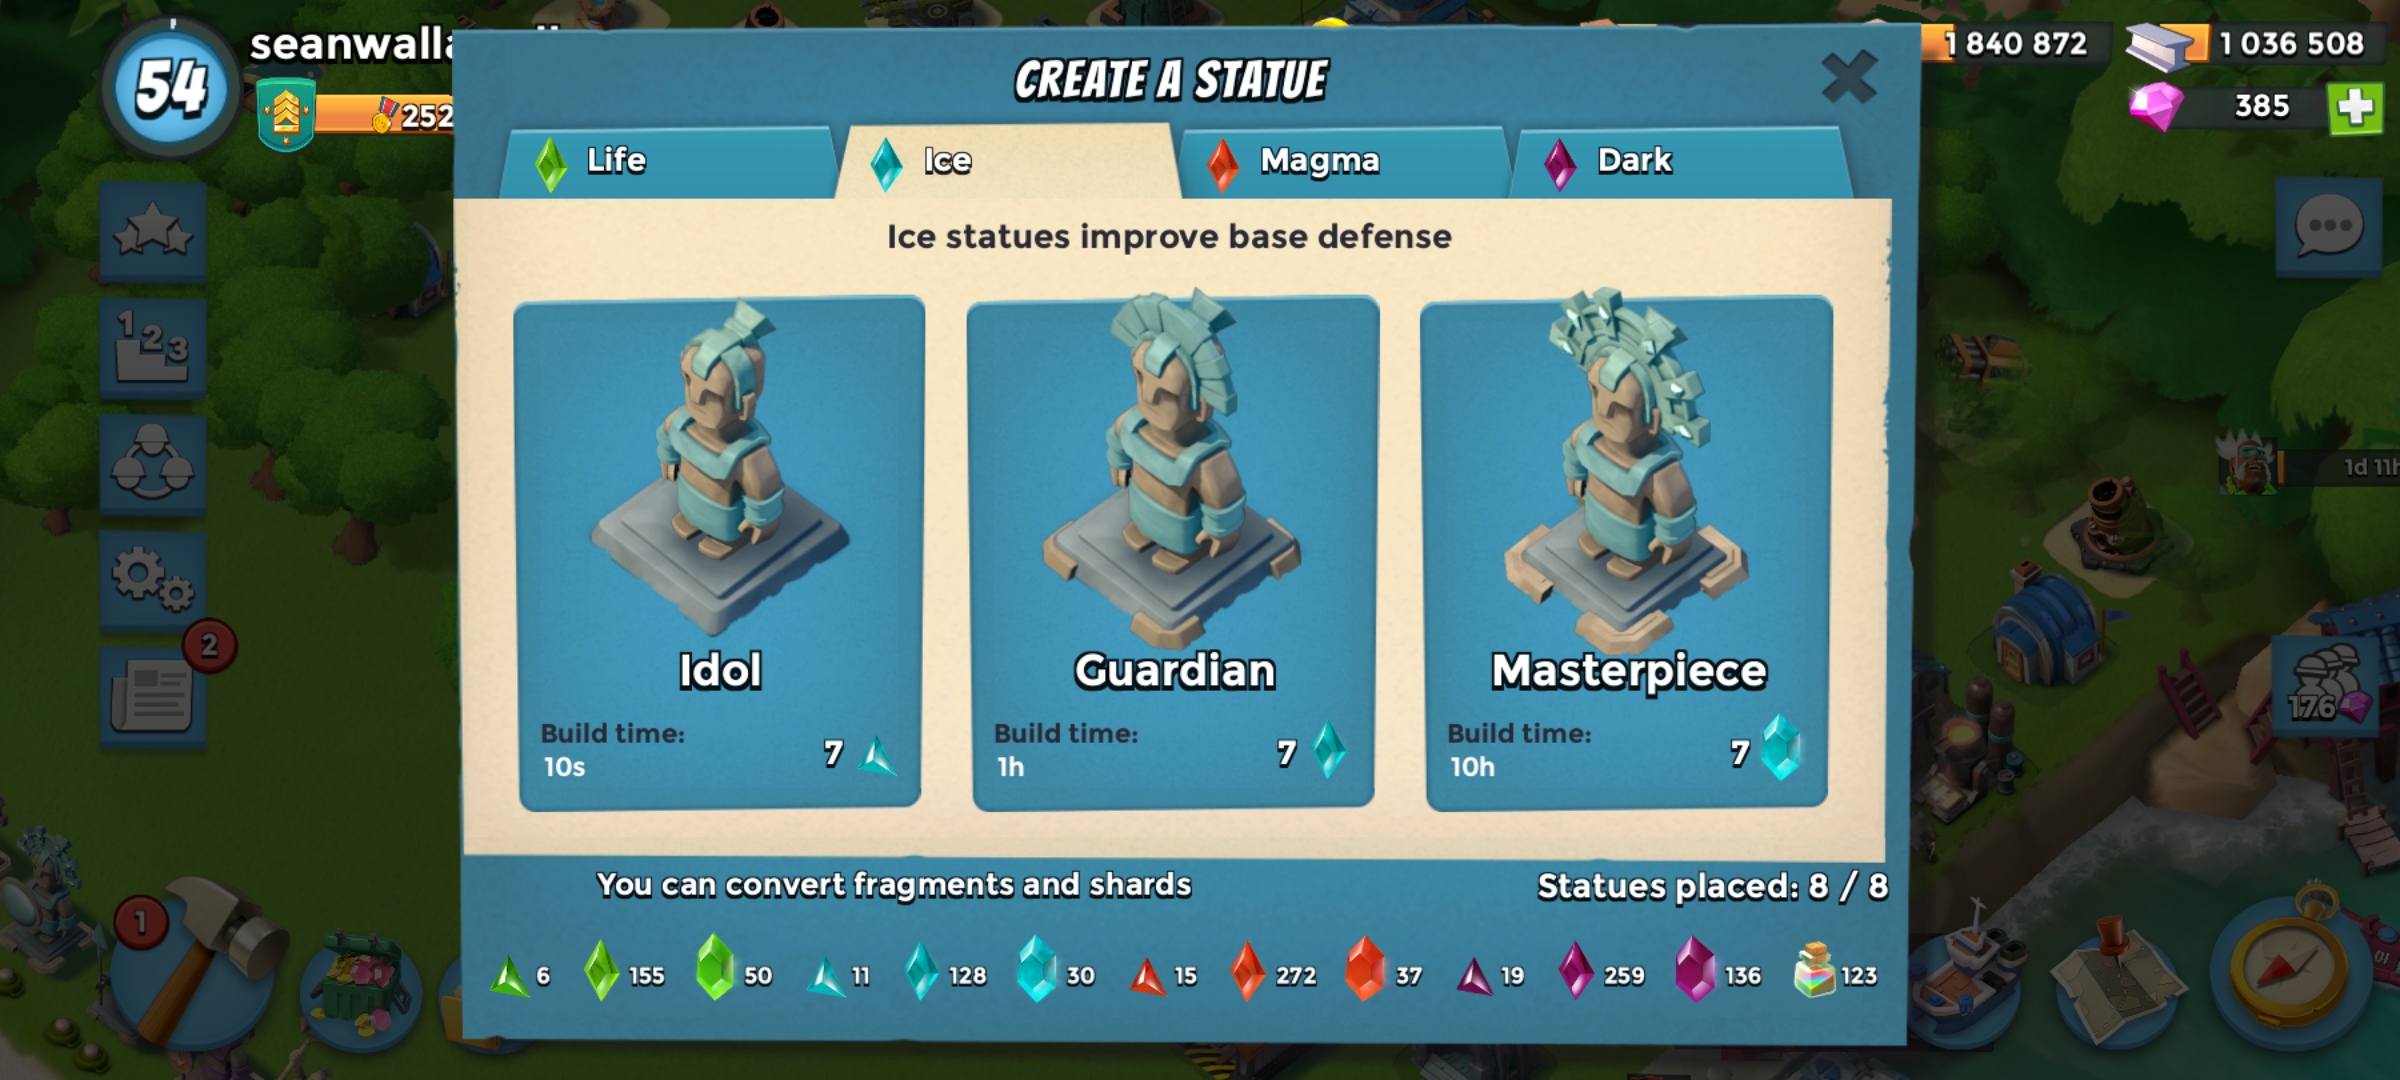 54
252
CREATE A STATUE
1 840 872
1 036 508
385
Life
Ice
Magma
Dark
Ice statues improve base defense
1 2 3
2
Idol
Build time:
10s
7
Guardian
Build time:
1h
7
Masterpiece
Build time:
10h
7
1d 11h
176
You can convert fragments and shards
Statues placed: 8 / 8
1
6
155
50
11
128
30
15
272
37
19
259
136
123